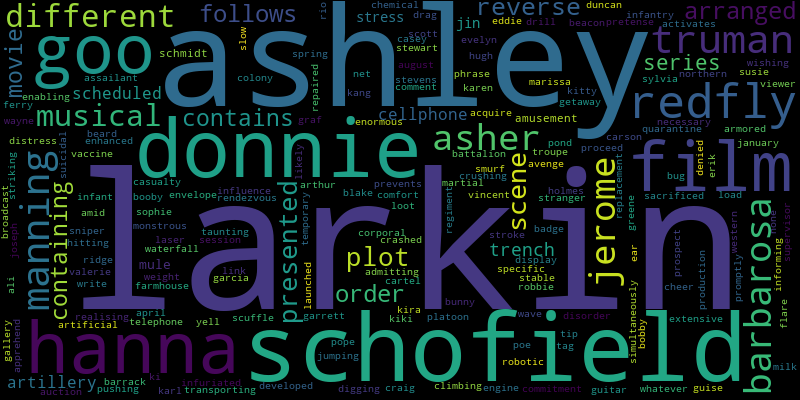 different follows reverse duncan arranged
movie goo ashley truman
stress chemical drag drill beacon infantry pretense activates
rio slow scott eddie
jin casey stewart evelyn hugh
schmidt assailant spring net august stevens comment phrase karen marissa kitty getaway
series sylvia northern wishing susie viewer
scheduled enabling colony kang repaired
ferry musical contains graf enormous cellphone acquire amusement redfly
wayne distress beard enhanced vaccine suicidal
donnie likely asher battalion troupe pond avenge carson proceed quarantine necessary armored january
striking broadcast manning containing
casualty influence arthur blake prevents crushing martial smurf vincent stranger holmes scene jerome replacement film bug denied erik sacrificed load
infant booby envelope rendezvous comfort loot temporary regiment badge greene western none supervisor
joseph amid sophie monstrous sniper hitting laser session taunting waterfall
larkin presented corporal crashed plot admitting trench stroke display ear prospect production promptly informing barbarosa
ali ridge valerie write mule weight link garcia farmhouse cartel specific stable robbie cheer
realising april artificial telephone yell scuffle launched garrett order kira kiki bunny platoon wave disorder simultaneously bobby extensive flare
gallery apprehend hanna pope jumping schofield poe tip tag robotic audio
artillery barrack ki infuriated craig climbing engine whatever guise milk
auction pushing karl transporting developed digging commitment guitar